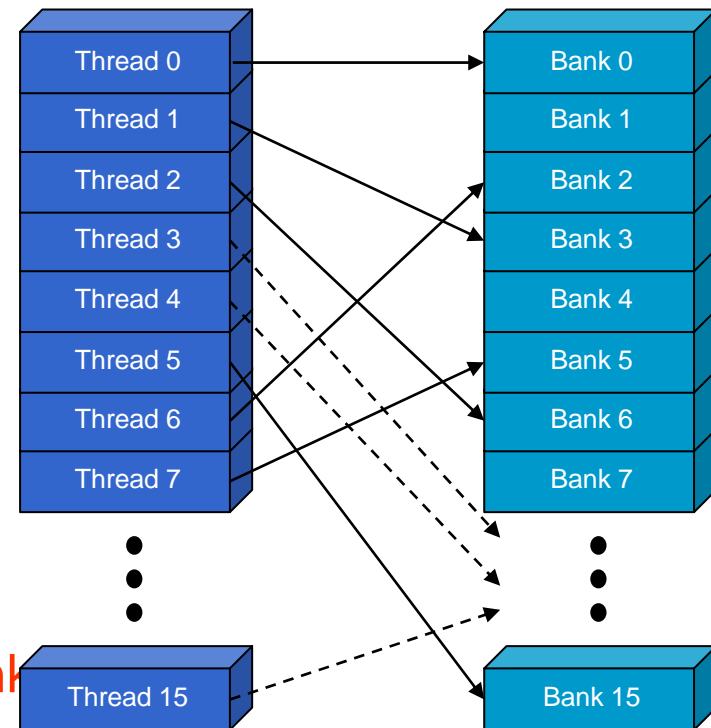 Thread 0
Thread 1
Thread 2
Thread 3
Thread 4
Thread 5
Thread 6
Thread 7
Thread 15
Bank 0
Bank 1
Bank 2
Bank 3
Bank 4
Bank 5
Bank 6
Bank 7
Bank 15